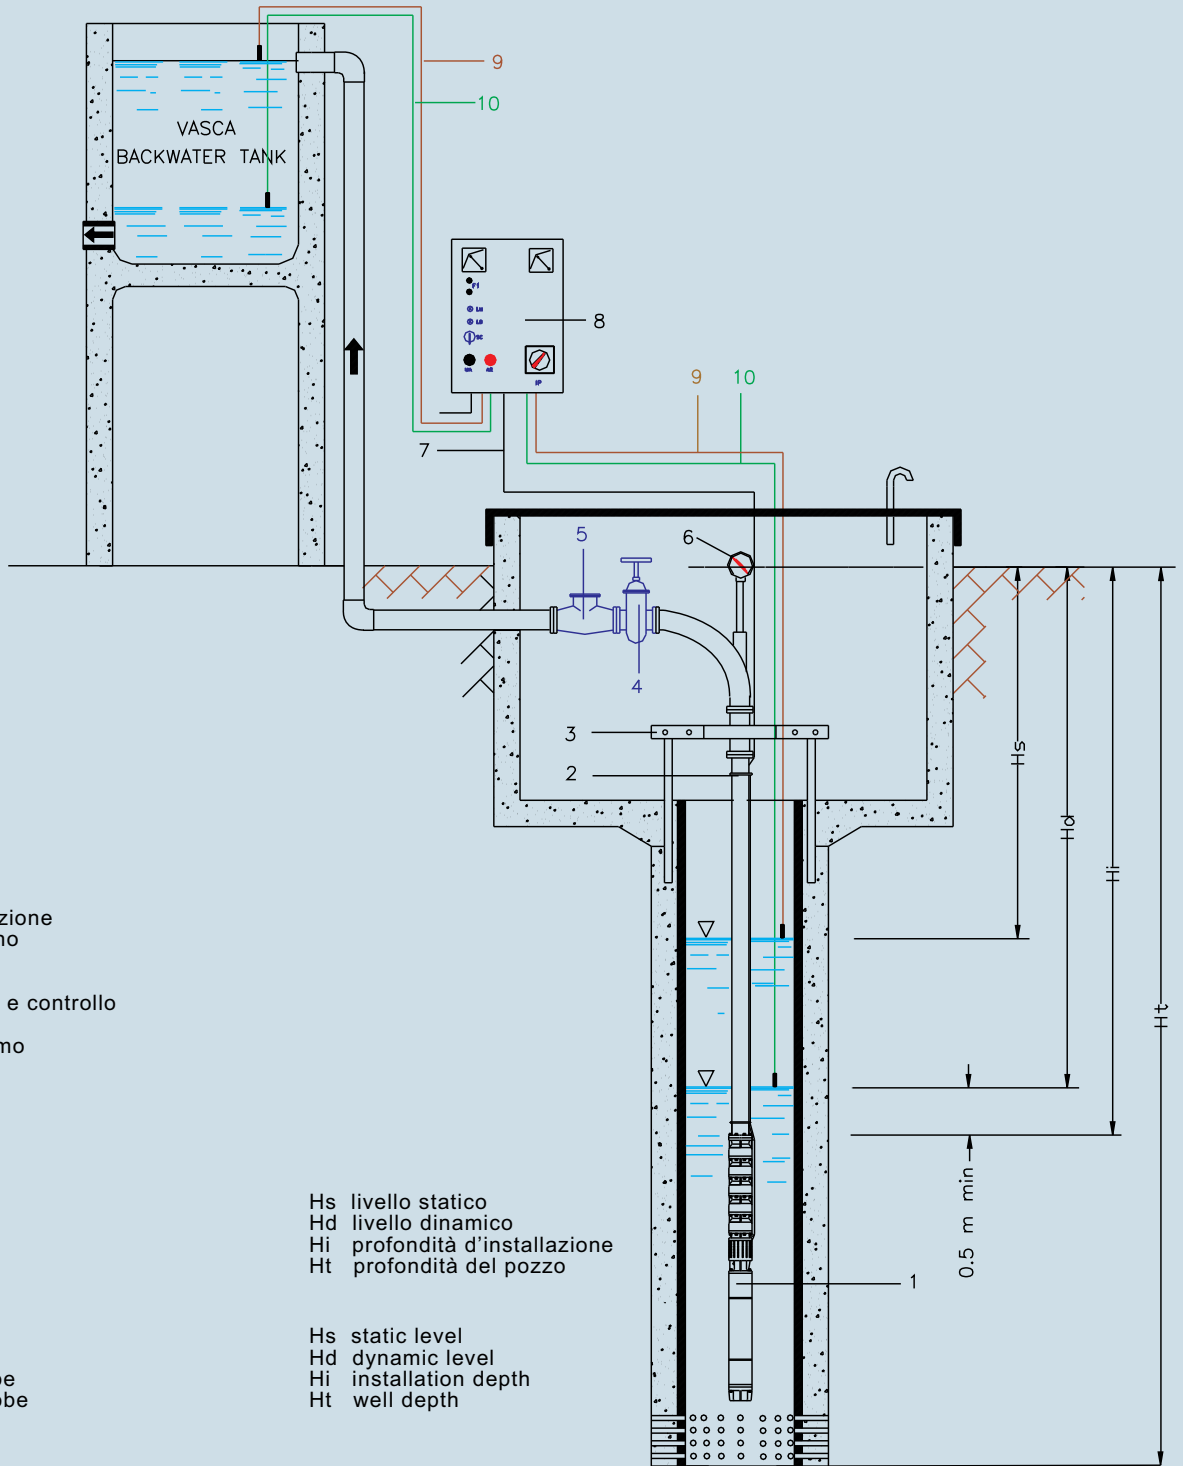 9
10
VASCA
BACKWATER TANK
8
9
10
7
5
6
4
3
2
Hs
Hd
Hi
Ht
zione
no
e controllo
mo
0.5 m min
1
Hs livello statico
Hd livello dinamico
Hi profondità d'installazione
Ht profondità del pozzo
Hs static level
Hd dynamic level
Hi installation depth
Ht well depth
be
obe